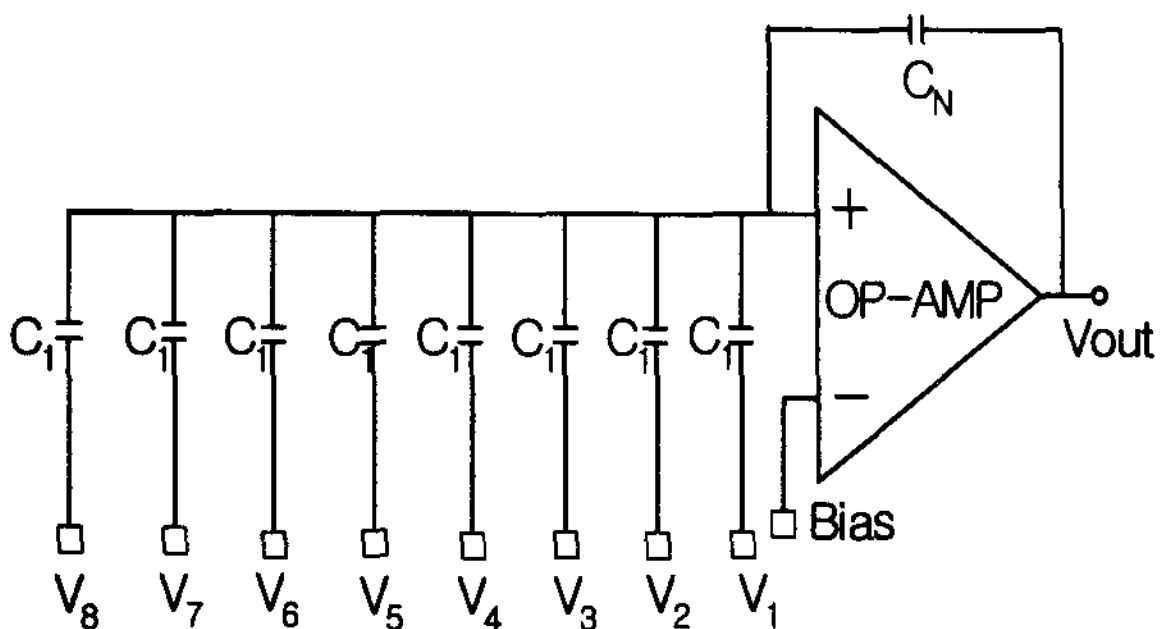 C_N
+
OP-AMP
C_1 C_1 C_1 C_1 C_1 C_1 C_1 C_1
Vout
−
Bias
V_8 V_7 V_6 V_5 V_4 V_3 V_2 V_1